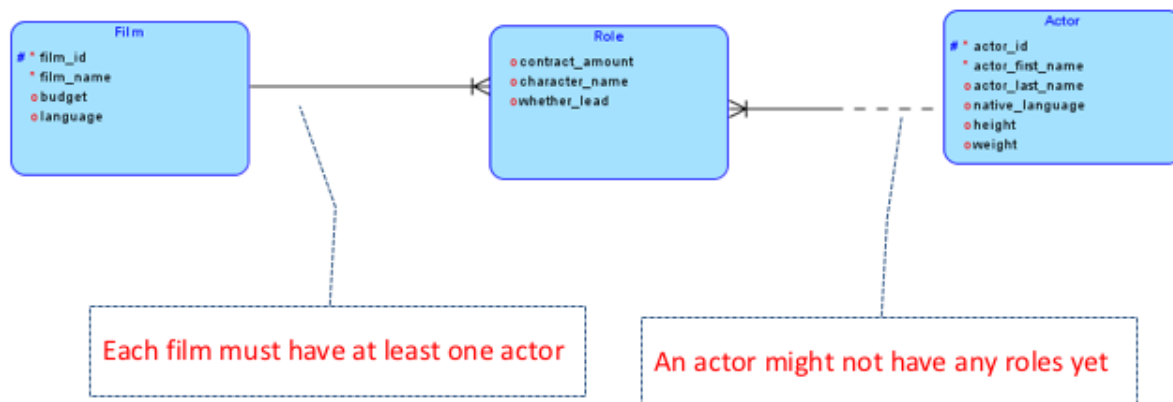 Film
# * film_id
* film_name
o budget
o language
Role
o contract_amount
o character_name
o whether_lead
Actor
# * actor_id
* actor_first_name
o actor_last_name
o native_language
o height
o weight
Each film must have at least one actor
An actor might not have any roles yet